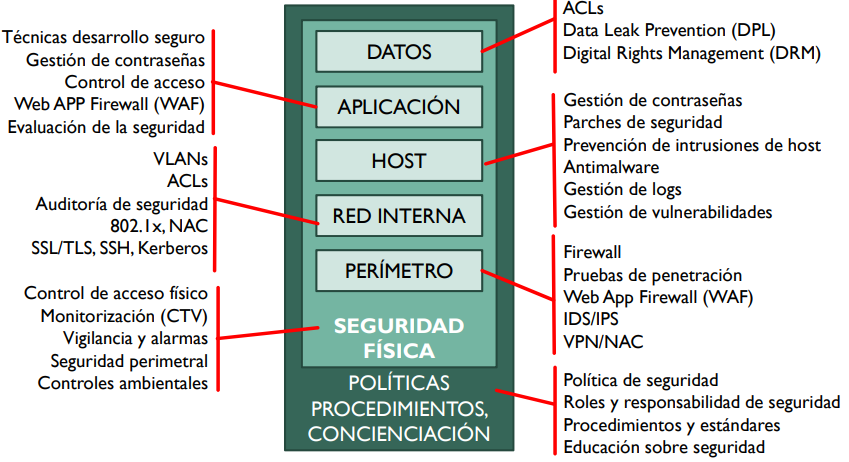 Técnicas desarrollo seguro
Gestión de contraseñas
Control de acceso
Web APP Firewall (WAF)
Evaluación de la seguridad
VLANs
ACLs
Auditoría de seguridad
802.1x, NAC
SSL/TLS, SSH, Kerberos
Control de acceso físico
Monitorización (CTV)
Vigilancia y alarmas
Seguridad perimetral
Controles ambientales
DATOS
APLICACIÓN
HOST
RED INTERNA
PERÍMETRO
SEGURIDAD
FÍSICA
POLÍTICAS
PROCEDIMIENTOS,
CONCIENCIACIÓN
ACLs
Data Leak Prevention (DPL)
Digital Rights Management (DRM)
Gestión de contraseñas
Parches de seguridad
Prevención de intrusiones de host
Antimalware
Gestión de logs
Gestión de vulnerabilidades
Firewall
Pruebas de penetración
Web App Firewall (WAF)
IDS/IPS
VPN/NAC
Política de seguridad
Roles y responsabilidad de seguridad
Procedimientos y estándares
Educación sobre seguridad